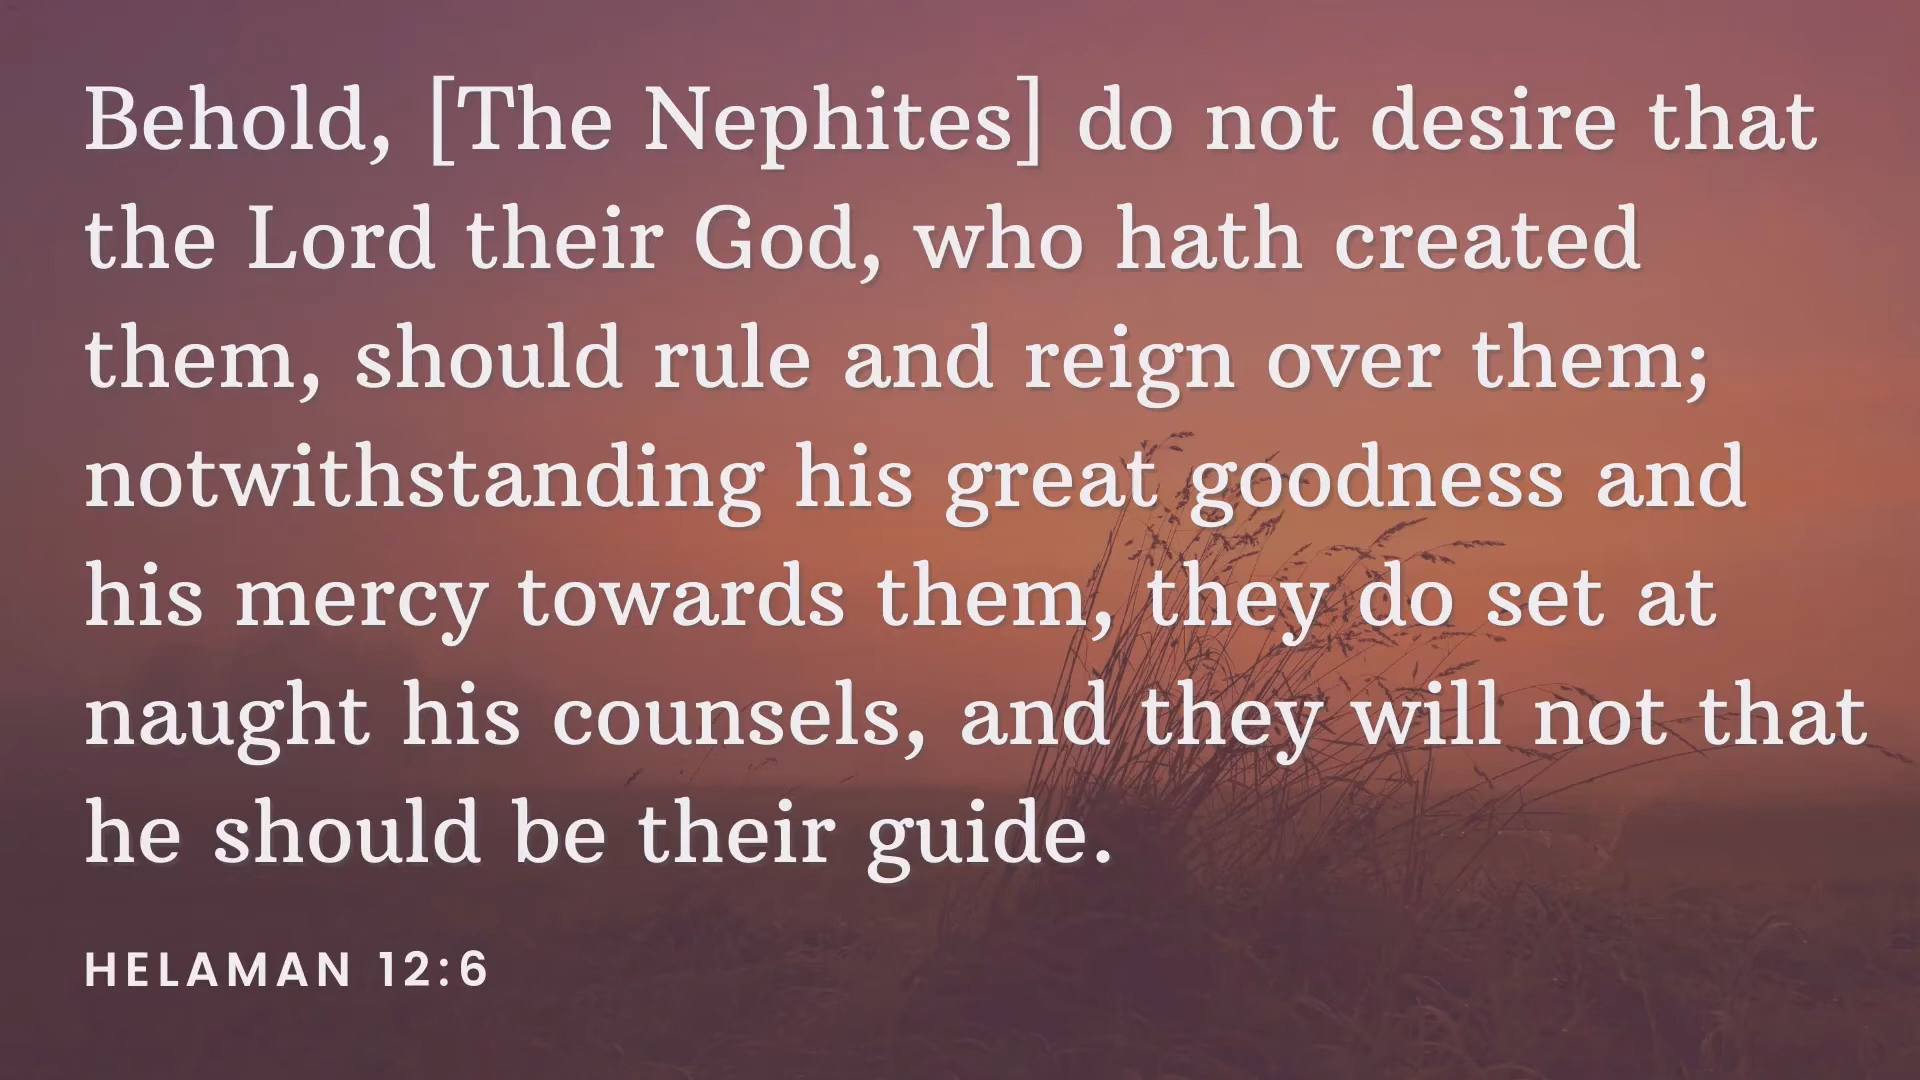 Behold, [The Nephites] do not desire that
the Lord their God, who hath created
them, should rule and reign over them;
notwithstanding his great goodness and
his mercy towards them, they do set at
naught his counsels, and they will not that
he should be their guide.
HELAMAN 12:6